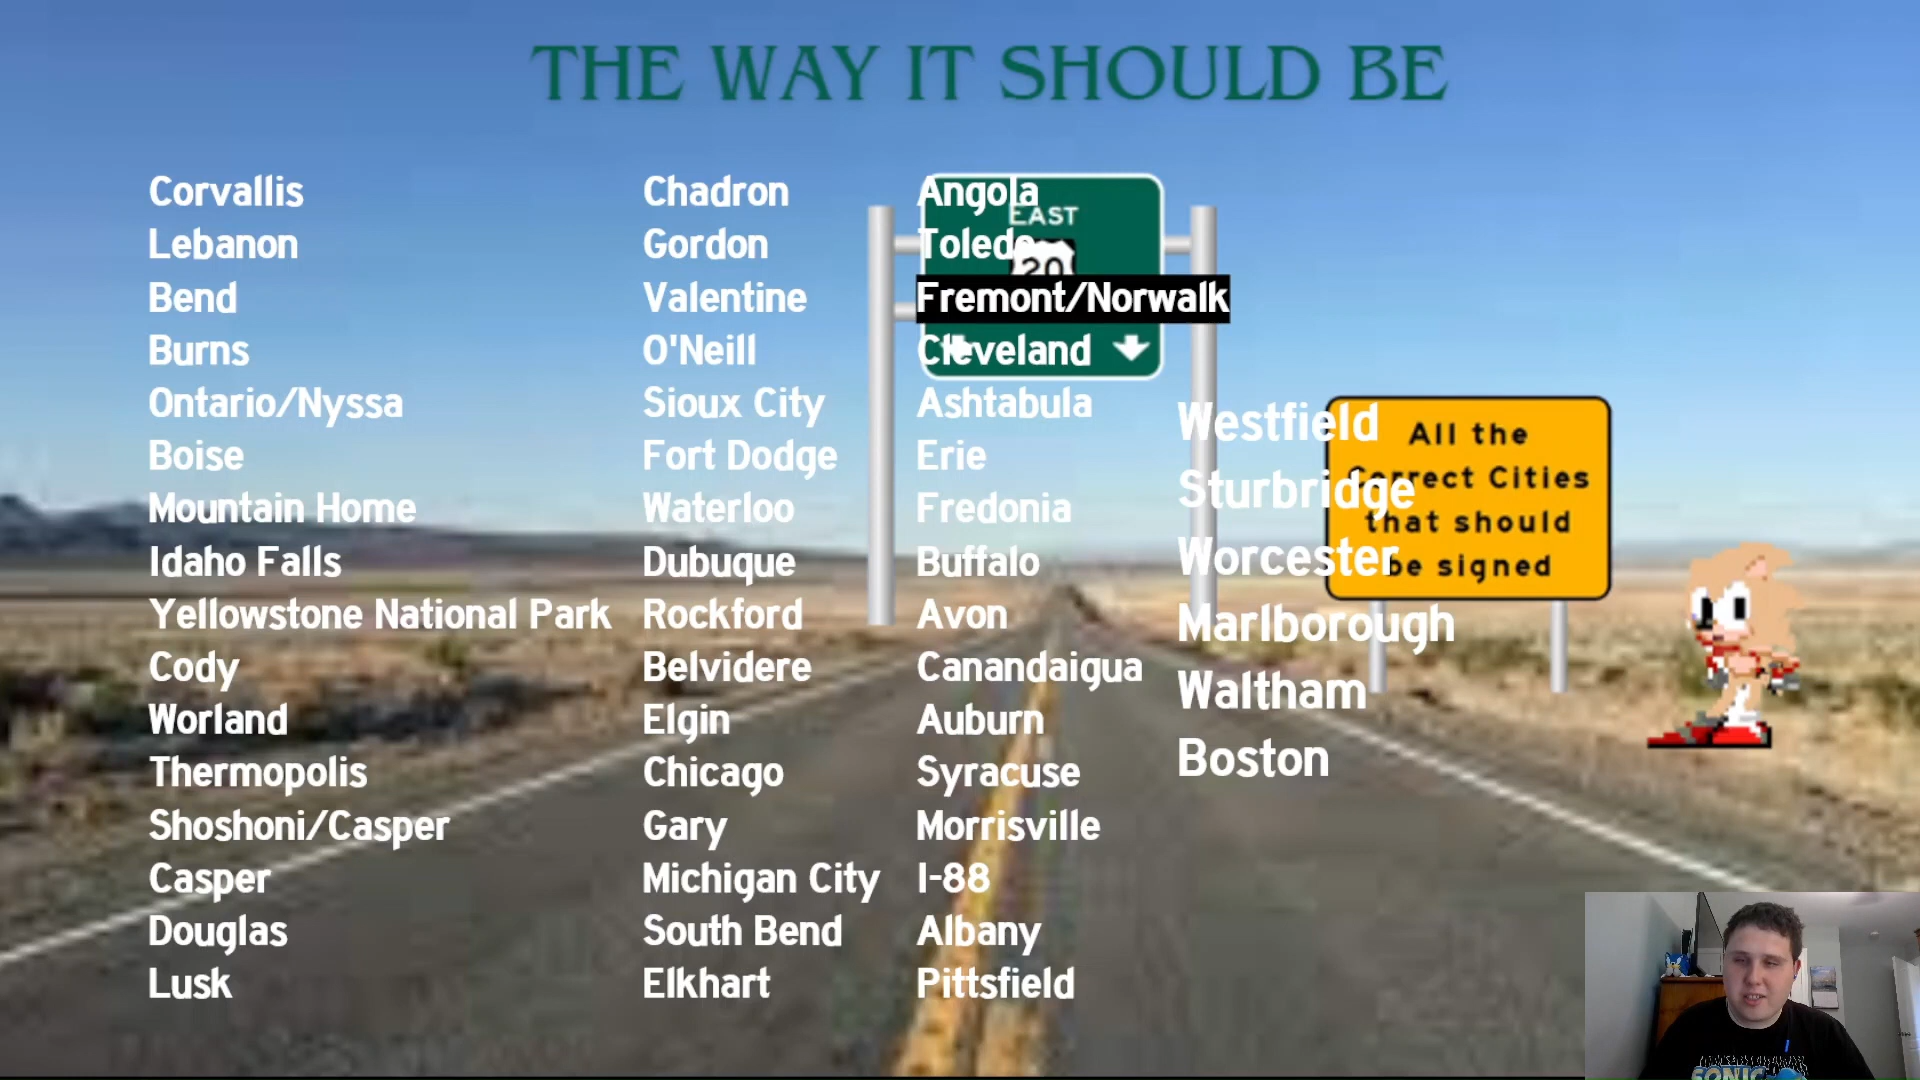 THE WAY IT SHOULD BE
Corvallis
Lebanon
Bend
Burns
Ontario/Nyssa
Boise
Mountain Home
Idaho Falls
Yellowstone National Park
Cody
Worland
Thermopolis
Shoshoni/Casper
Casper
Douglas
Lusk
Chadron
Gordon
Valentine
O'Neill
Sioux City
Fort Dodge
Waterloo
Dubuque
Rockford
Belvidere
Elgin
Chicago
Gary
Michigan City
South Bend
Elkhart
Angola
Toledo
Fremont/Norwalk
Cleveland
Ashtabula
Erie
Fredonia
Buffalo
Avon
Canandaigua
Auburn
Syracuse
Morrisville
I-88
Albany
Pittsfield
EAST
20
Westfield
Sturbridge
Worcester
Marlborough
Waltham
Boston
All the
Correct Cities
that should
be signed
SONIC